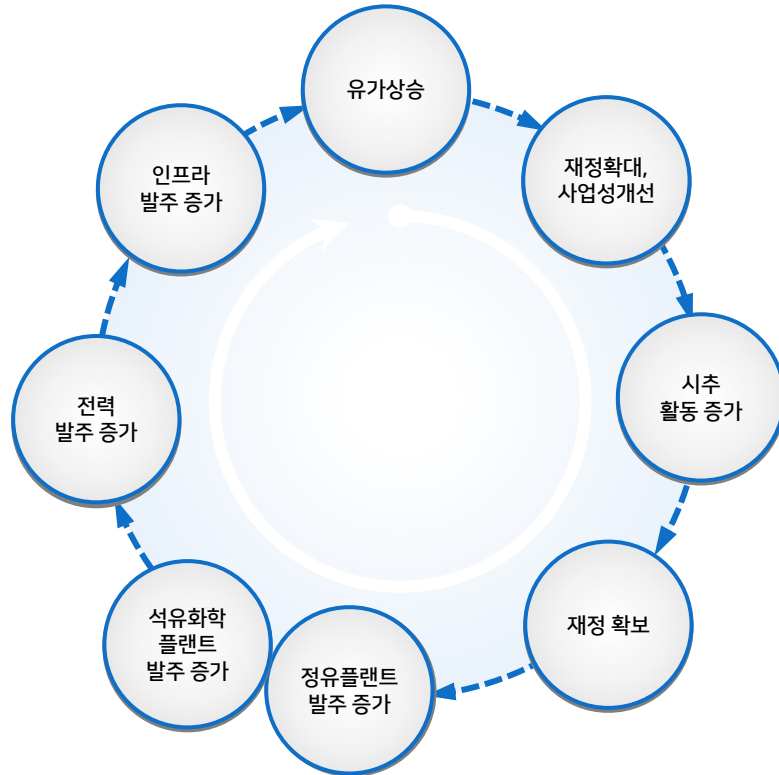 유가상승
재정확대,
사업성개선
시추
활동 증가
재정 확보
정유플랜트
발주 증가
석유화학
플랜트
발주 증가
전력
발주 증가
인프라
발주 증가